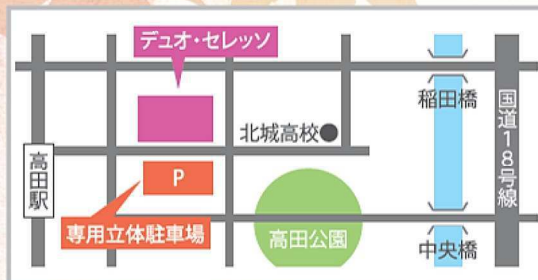 デュオ・セレッソ
稲田橋
国道18号線
北城高校
高田駅
P
専用立体駐車場
高田公園
中央橋